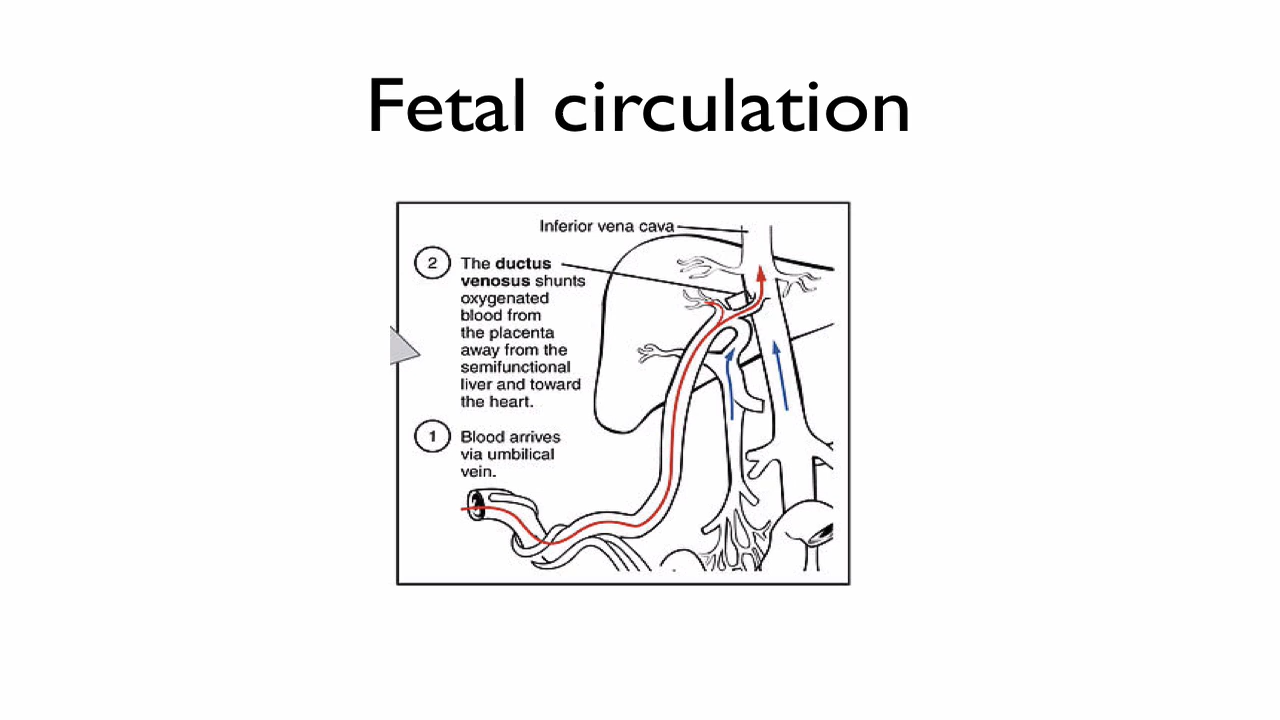 Fetal circulation
Inferior vena cava
2
The ductus
venosus shunts
oxygenated
blood from
the placenta
away from the
semifunctional
liver and toward
the heart.
1
Blood arrives
via umbilical
vein.